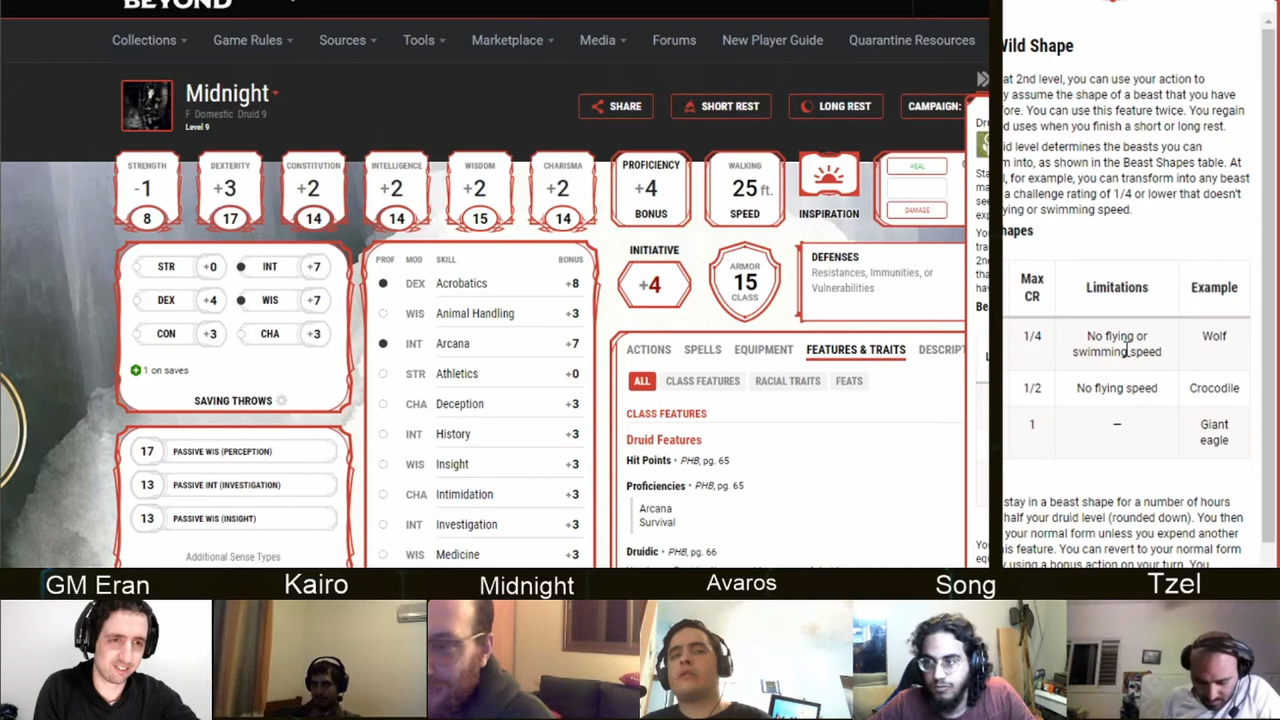 BEYOND
Collections Game Rules Sources Tools Marketplace Media Forums New Player Guide Quarantine Resources
Midnight
F Domestic Druid 9
Level 9
SHARE SHORT REST LONG REST CAMPAIGN:
STRENGTH
-1
8
DEXTERITY
+3
17
CONSTITUTION
+2
14
INTELLIGENCE
+2
14
WISDOM
+2
15
CHARISMA
+2
14
PROFICIENCY
+4
BONUS
WALKING
25 ft.
SPEED
INSPIRATION
HEAL
DAMAGE
STR +0 INT +7
DEX +4 WIS +7
CON +3 CHA +3
1 on saves
SAVING THROWS
17 PASSIVE WIS (PERCEPTION)
13 PASSIVE INT (INVESTIGATION)
13 PASSIVE WIS (INSIGHT)
Additional Sense Types
PROF MOD SKILL BONUS
DEX Acrobatics +8
WIS Animal Handling +3
INT Arcana +7
STR Athletics +0
CHA Deception +3
INT History +3
WIS Insight +3
CHA Intimidation +3
INT Investigation +3
WIS Medicine +3
INITIATIVE
+4
ARMOR
15
CLASS
DEFENSES
Resistances, Immunities, or
Vulnerabilities
ACTIONS SPELLS EQUIPMENT FEATURES & TRAITS DESCRIPT
ALL CLASS FEATURES RACIAL TRAITS FEATS
CLASS FEATURES
Druid Features
Hit Points • PHB, pg. 65
Proficiencies • PHB, pg. 65
Arcana
Survival
Druidic • PHB, pg. 66
Wild Shape
at 2nd level, you can use your action to
y assume the shape of a beast that you have
fore. You can use this feature twice. You regain
d uses when you finish a short or long rest.
id level determines the beasts you can
m into, as shown in the Beast Shapes table. At
l, for example, you can transform into any beast
a challenge rating of 1/4 or lower that doesn't
ying or swimming speed.
hapes
Max
CR
Limitations Example
1/4 No flying or
swimming speed Wolf
1/2 No flying speed Crocodile
1 — Giant
eagle
stay in a beast shape for a number of hours
half your druid level (rounded down). You then
your normal form unless you expend another
is feature. You can revert to your normal form
y using a bonus action on your turn. You
GM Eran Kairo Midnight Avaros Song Tzel